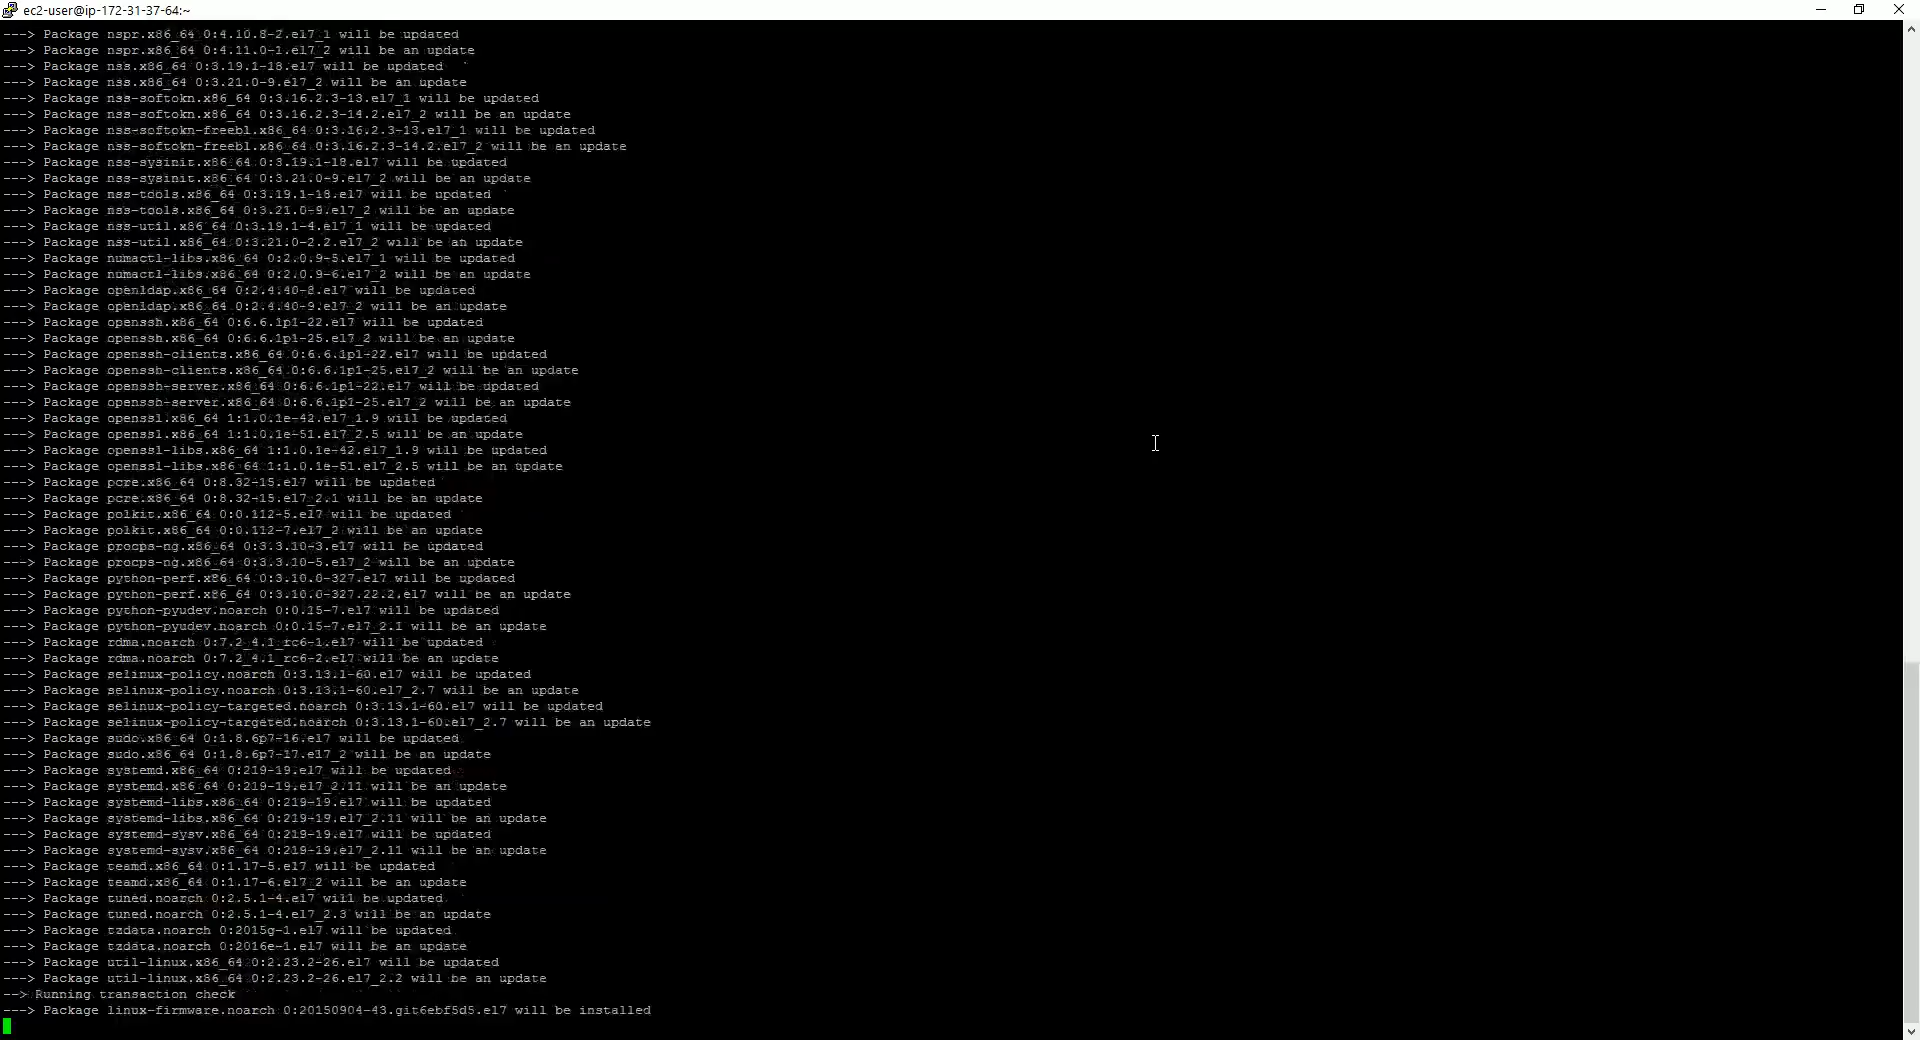 ec2-user@ip-172-31-37-64:~
---> Package nspr.x86_64 0:4.10.8-2.el7_1 will be updated
---> Package nspr.x86_64 0:4.11.0-1.el7_2 will be an update
---> Package nss.x86_64 0:3.19.1-18.el7 will be updated
---> Package nss.x86_64 0:3.21.0-9.el7_2 will be an update
---> Package nss-softokn.x86_64 0:3.16.2.3-13.el7_1 will be updated
---> Package nss-softokn.x86_64 0:3.16.2.3-14.2.el7_2 will be an update
---> Package nss-softokn-freebl.x86_64 0:3.16.2.3-13.el7_1 will be updated
---> Package nss-softokn-freebl.x86_64 0:3.16.2.3-14.2.el7_2 will be an update
---> Package nss-sysinit.x86_64 0:3.19.1-18.el7 will be updated
---> Package nss-sysinit.x86_64 0:3.21.0-9.el7_2 will be an update
---> Package nss-tools.x86_64 0:3.19.1-18.el7 will be updated
---> Package nss-tools.x86_64 0:3.21.0-9.el7_2 will be an update
---> Package nss-util.x86_64 0:3.19.1-4.el7_1 will be updated
---> Package nss-util.x86_64 0:3.21.0-2.2.el7_2 will be an update
---> Package numactl-libs.x86_64 0:2.0.9-5.el7_1 will be updated
---> Package numactl-libs.x86_64 0:2.0.9-6.el7_2 will be an update
---> Package openldap.x86_64 0:2.4.40-8.el7 will be updated
---> Package openldap.x86_64 0:2.4.40-9.el7_2 will be an update
---> Package openssh.x86_64 0:6.6.1p1-22.el7 will be updated
---> Package openssh.x86_64 0:6.6.1p1-25.el7_2 will be an update
---> Package openssh-clients.x86_64 0:6.6.1p1-22.el7 will be updated
---> Package openssh-clients.x86_64 0:6.6.1p1-25.el7_2 will be an update
---> Package openssh-server.x86_64 0:6.6.1p1-22.el7 will be updated
---> Package openssh-server.x86_64 0:6.6.1p1-25.el7_2 will be an update
---> Package openssl.x86_64 1:1.0.1e-42.el7_1.9 will be updated
---> Package openssl.x86_64 1:1.0.1e-51.el7_2.5 will be an update
---> Package openssl-libs.x86_64 1:1.0.1e-42.el7_1.9 will be updated
---> Package openssl-libs.x86_64 1:1.0.1e-51.el7_2.5 will be an update
---> Package pcre.x86_64 0:8.32-15.el7 will be updated
---> Package pcre.x86_64 0:8.32-15.el7_2.1 will be an update
---> Package polkit.x86_64 0:0.112-5.el7 will be updated
---> Package polkit.x86_64 0:0.112-7.el7_2 will be an update
---> Package procps-ng.x86_64 0:3.3.10-3.el7 will be updated
---> Package procps-ng.x86_64 0:3.3.10-5.el7_2 will be an update
---> Package python-perf.x86_64 0:3.10.0-327.el7 will be updated
---> Package python-perf.x86_64 0:3.10.0-327.22.2.el7 will be an update
---> Package python-pyudev.noarch 0:0.15-7.el7 will be updated
---> Package python-pyudev.noarch 0:0.15-7.el7_2.1 will be an update
---> Package rdma.noarch 0:7.2_4.1_rc6-1.el7 will be updated
---> Package rdma.noarch 0:7.2_4.1_rc6-2.el7 will be an update
---> Package selinux-policy.noarch 0:3.13.1-60.el7 will be updated
---> Package selinux-policy.noarch 0:3.13.1-60.el7_2.7 will be an update
---> Package selinux-policy-targeted.noarch 0:3.13.1-60.el7 will be updated
---> Package selinux-policy-targeted.noarch 0:3.13.1-60.el7_2.7 will be an update
---> Package sudo.x86_64 0:1.8.6p7-16.el7 will be updated
---> Package sudo.x86_64 0:1.8.6p7-17.el7_2 will be an update
---> Package systemd.x86_64 0:219-19.el7 will be updated
---> Package systemd.x86_64 0:219-19.el7_2.11 will be an update
---> Package systemd-libs.x86_64 0:219-19.el7 will be updated
---> Package systemd-libs.x86_64 0:219-19.el7_2.11 will be an update
---> Package systemd-sysv.x86_64 0:219-19.el7 will be updated
---> Package systemd-sysv.x86_64 0:219-19.el7_2.11 will be an update
---> Package teamd.x86_64 0:1.17-5.el7 will be updated
---> Package teamd.x86_64 0:1.17-6.el7_2 will be an update
---> Package tuned.noarch 0:2.5.1-4.el7 will be updated
---> Package tuned.noarch 0:2.5.1-4.el7_2.3 will be an update
---> Package tzdata.noarch 0:2015g-1.el7 will be updated
---> Package tzdata.noarch 0:2016e-1.el7 will be an update
---> Package util-linux.x86_64 0:2.23.2-26.el7 will be updated
---> Package util-linux.x86_64 0:2.23.2-26.el7_2.2 will be an update
--> Running transaction check
---> Package linux-firmware.noarch 0:20150904-43.git6ebf5d5.el7 will be installed